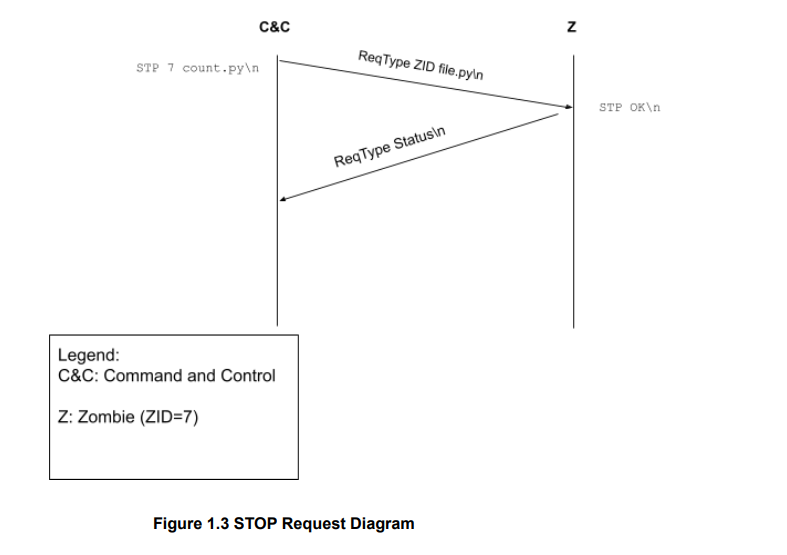 C&C
Z
ReqType ZID file.py\n
STP 7 count.py\n
STP OK\n
ReqType Status\n
Legend:
C&C: Command and Control
Z: Zombie (ZID=7)
Figure 1.3 STOP Request Diagram